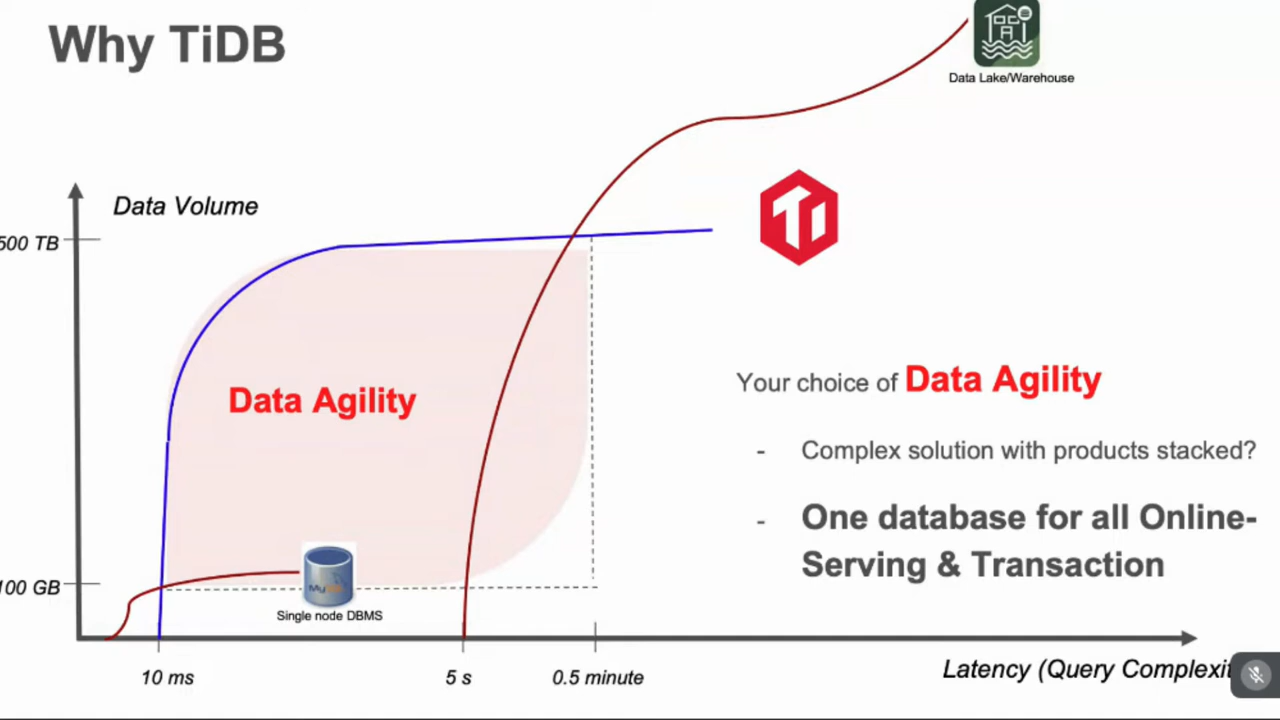 Why TiDB
Data Lake/Warehouse
Data Volume
500 TB
Ti
Data Agility
Your choice of Data Agility
- Complex solution with products stacked?
- One database for all Online-
Serving & Transaction
100 GB
My
Single node DBMS
10 ms
5 s
0.5 minute
Latency (Query Complexit